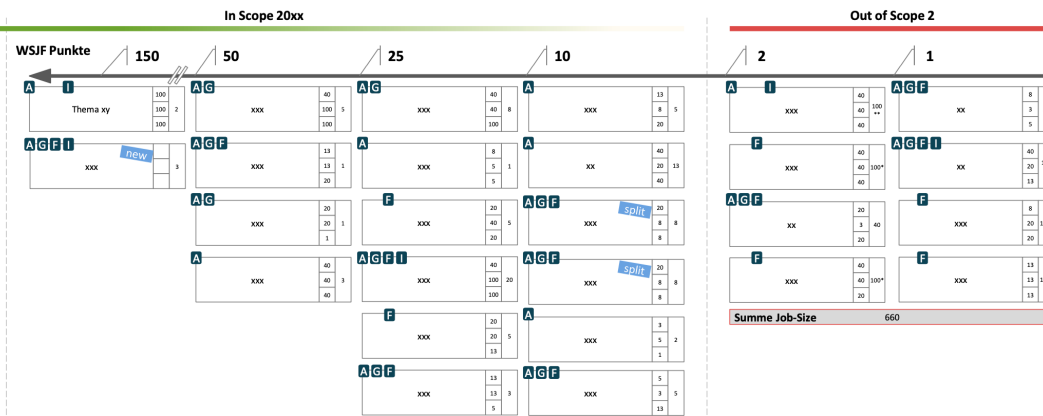 In Scope 20xx
Out of Scope 2
WSJF Punkte
150
50
25
10
2
1
A I
Thema xy
100
100
100
2
A G F I
xxx
new
3
A G
xxx
40
100
100
5
A G F
xxx
13
13
20
1
A G
xxx
20
20
1
1
A
xxx
40
40
40
3
A G
xxx
40
40
100
8
A
xxx
8
5
5
1
F
xxx
20
40
20
5
A G F I
xxx
40
100
100
20
F
xxx
20
20
13
5
A G F
xxx
13
13
5
3
A
xxx
13
8
20
5
A
xx
40
20
40
13
A G F
xxx
split
20
8
8
8
A G F
xxx
split
20
8
8
8
A
xxx
3
5
1
2
A G F
xxx
5
3
13
5
A I
xxx
40
40
40
100
**
F
xxx
40
40
40
100*
A G F
xx
20
3
20
40
F
xxx
40
40
20
100*
A G F
xx
8
3
5
A G F I
xx
40
20
13
F
xxx
8
20
20
1
F
xxx
13
13
13
1
Summe Job-Size
660